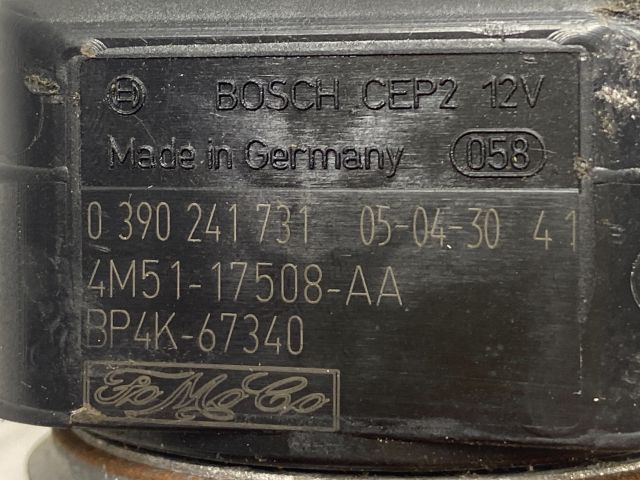 BOSCH CEP2 12V
Made in Germany 058
0 390 241 731 05-04-30 41
4M51-17508-AA
BP4K-67340
FoMoCo